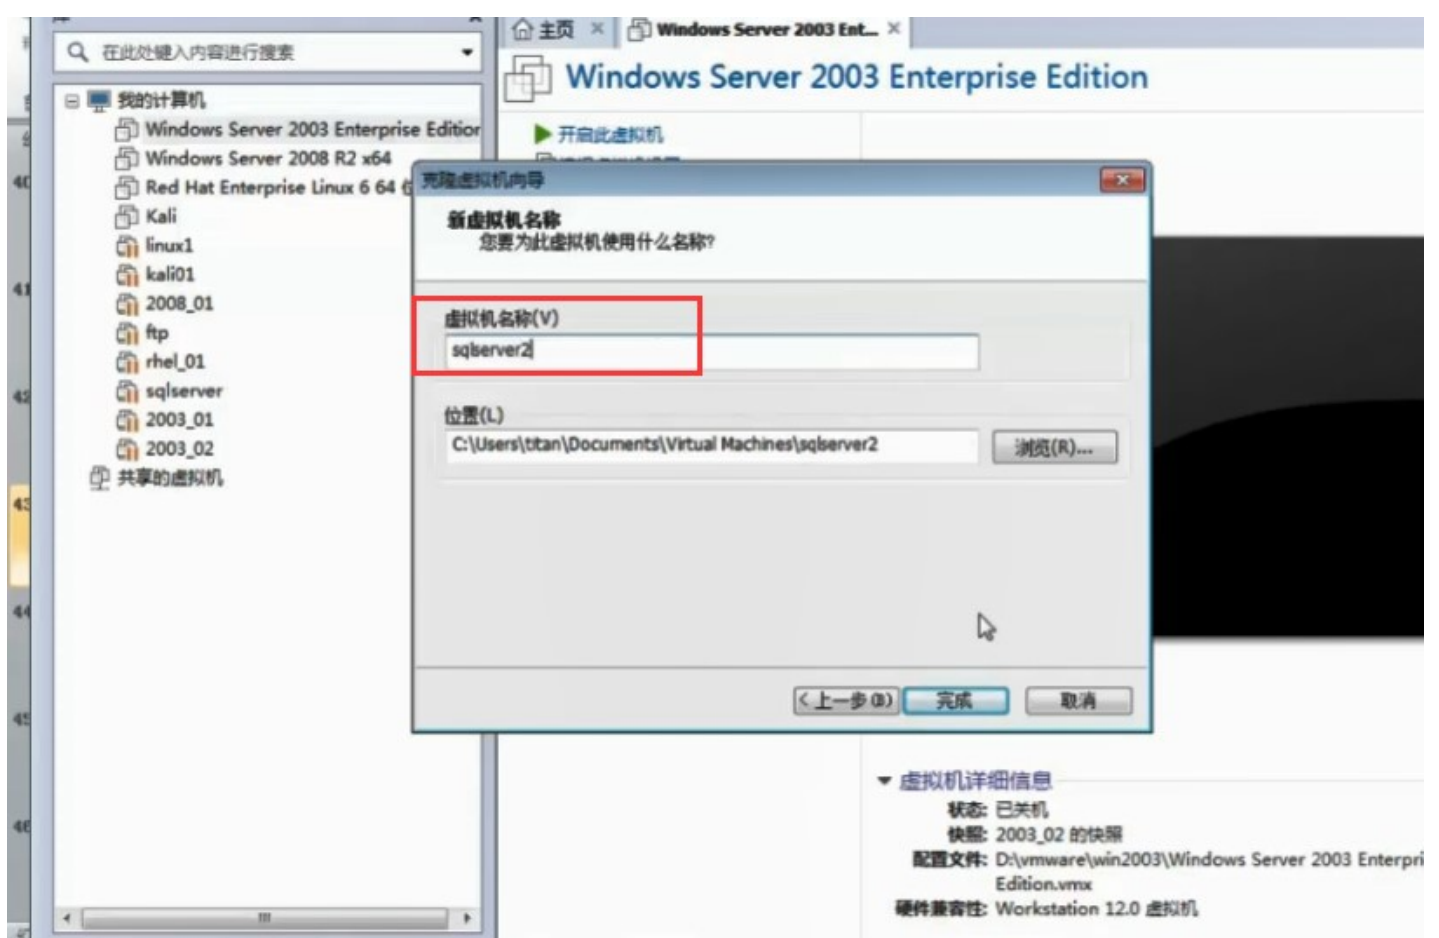 主页
Windows Server 2003 Ent...
在此处键入内容进行搜索
Windows Server 2003 Enterprise Edition
我的计算机
Windows Server 2003 Enterprise Edition
Windows Server 2008 R2 x64
Red Hat Enterprise Linux 6 64
Kali
linux1
kali01
2008_01
ftp
rhel_01
sqlserver
2003_01
2003_02
共享的虚拟机
开启此虚拟机
克隆虚拟机向导
新虚拟机名称
您要为此虚拟机使用什么名称?
虚拟机名称(V)
sqlserver2
位置(L)
C:\Users\titan\Documents\Virtual Machines\sqlserver2
浏览(R)...
<上一步(B)
完成
取消
虚拟机详细信息
状态: 已关机
快照: 2003_02 的快照
配置文件: D:\vmware\win2003\Windows Server 2003 Enterpri
Edition.vmx
硬件兼容性: Workstation 12.0 虚拟机
40
41
42
43
44
45
46